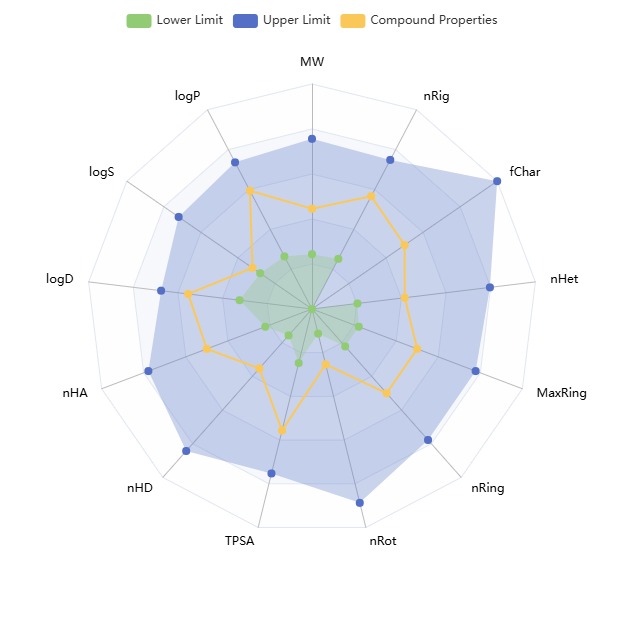 Lower Limit Upper Limit Compound Properties
MW
logP nRig
logS fChar
logD nHet
nHA MaxRing
nHD nRing
TPSA nRot